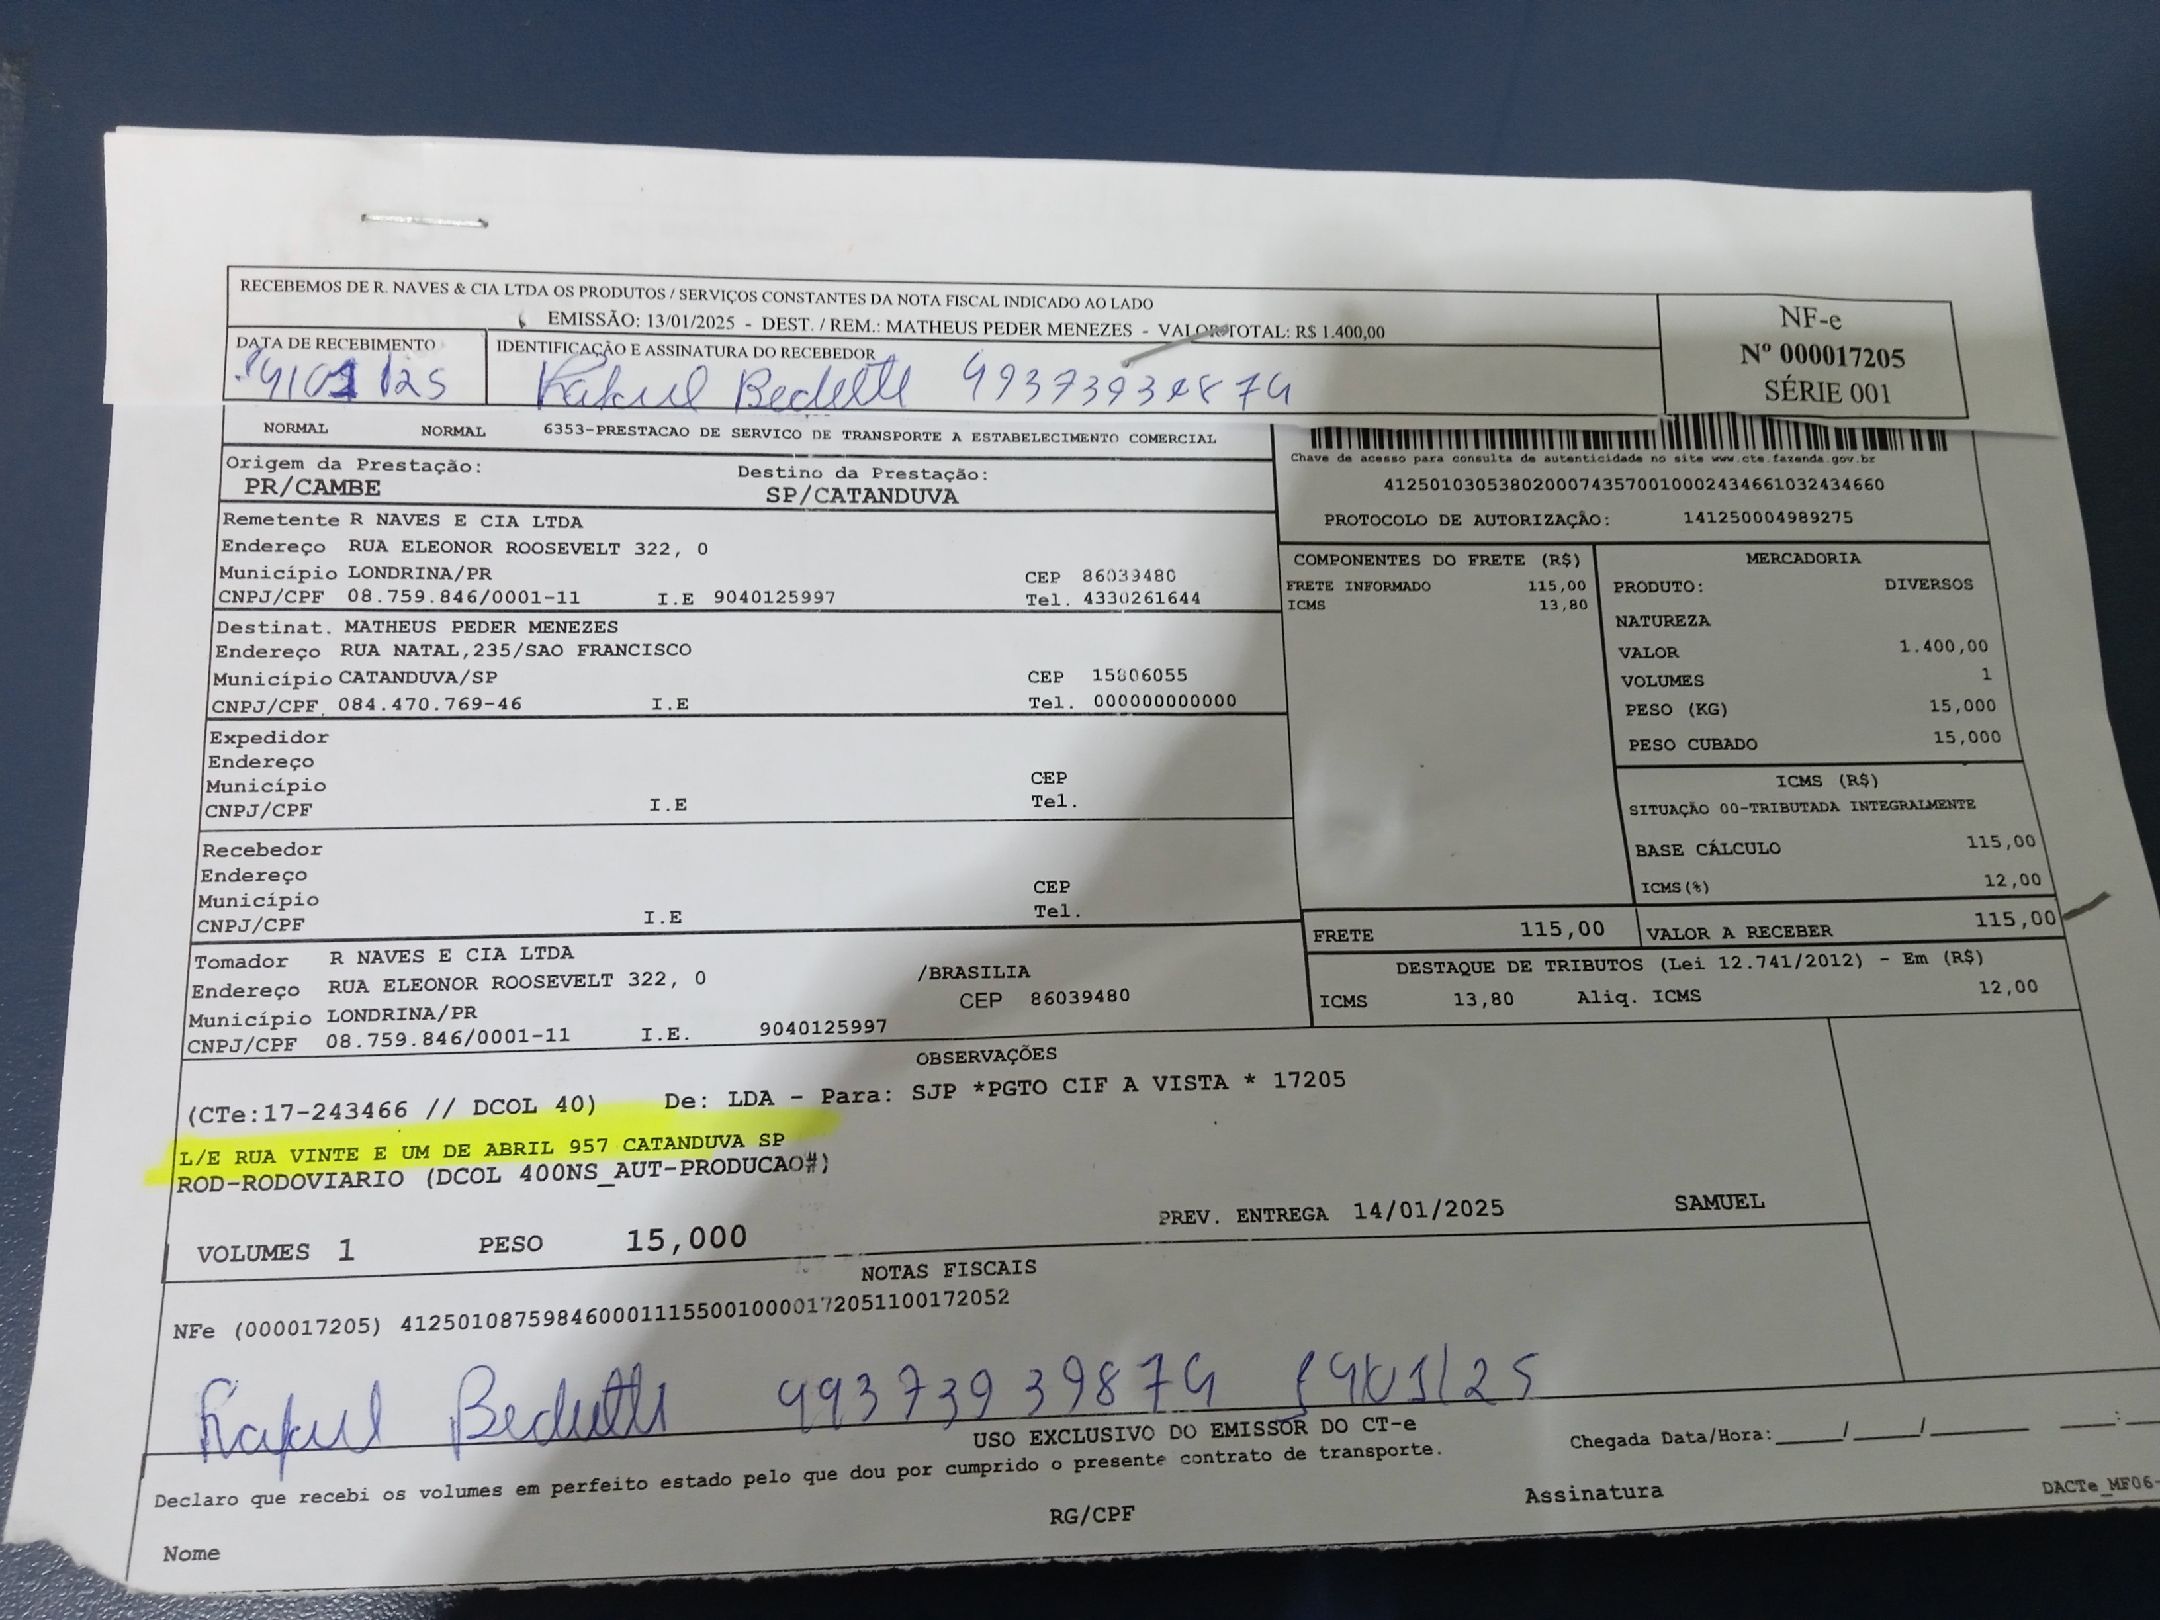 RECEBEMOS DE R. NAVES & CIA LTDA OS PRODUTOS / SERVIÇOS CONSTANTES DA NOTA FISCAL INDICADO AO LADO
EMISSÃO: 13/01/2025 - DEST. / REM.: MATHEUS PEDER MENEZES - VALOR TOTAL: R$ 1.400,00
NF-e
Nº 000017205
SÉRIE 001
DATA DE RECEBIMENTO IDENTIFICAÇÃO E ASSINATURA DO RECEBEDOR
NORMAL NORMAL 6353-PRESTACAO DE SERVICO DE TRANSPORTE A ESTABELECIMENTO COMERCIAL
Chave de acesso para consulta de autenticidade no site www.cte.fazenda.gov.br
41250103053802000743570010002434661032434660
PROTOCOLO DE AUTORIZAÇÃO: 141250004989275
Origem da Prestação: Destino da Prestação:
PR/CAMBE SP/CATANDUVA
Remetente R NAVES E CIA LTDA
Endereço RUA ELEONOR ROOSEVELT 322, 0
Município LONDRINA/PR CEP 86039480
CNPJ/CPF 08.759.846/0001-11 I.E 9040125997 Tel. 4330261644
Destinat. MATHEUS PEDER MENEZES
Endereço RUA NATAL,235/SAO FRANCISCO
Município CATANDUVA/SP CEP 15806055
CNPJ/CPF. 084.470.769-46 I.E Tel. 000000000000
Expedidor
Endereço
Município CEP
CNPJ/CPF I.E Tel.
Recebedor
Endereço
Município CEP
CNPJ/CPF I.E Tel.
Tomador R NAVES E CIA LTDA
Endereço RUA ELEONOR ROOSEVELT 322, 0 /BRASILIA
Município LONDRINA/PR CEP 86039480
CNPJ/CPF 08.759.846/0001-11 I.E. 9040125997
COMPONENTES DO FRETE (R$)
FRETE INFORMADO 115,00
ICMS 13,80
MERCADORIA
PRODUTO: DIVERSOS
NATUREZA
VALOR 1.400,00
VOLUMES 1
PESO (KG) 15,000
PESO CUBADO 15,000
ICMS (R$)
SITUAÇÃO 00-TRIBUTADA INTEGRALMENTE
BASE CÁLCULO 115,00
ICMS(%) 12,00
FRETE 115,00 VALOR A RECEBER 115,00
DESTAQUE DE TRIBUTOS (Lei 12.741/2012) - Em (R$)
ICMS 13,80 Aliq. ICMS 12,00
OBSERVAÇÕES
(CTe:17-243466 // DCOL 40) De: LDA - Para: SJP *PGTO CIF A VISTA * 17205
L/E RUA VINTE E UM DE ABRIL 957 CATANDUVA SP
ROD-RODOVIARIO (DCOL 400NS_AUT-PRODUCAO#)
VOLUMES 1 PESO 15,000 PREV. ENTREGA 14/01/2025 SAMUEL
NOTAS FISCAIS
NFe (000017205) 41250108759846000111550010000172051100172052
USO EXCLUSIVO DO EMISSOR DO CT-e
Declaro que recebi os volumes em perfeito estado pelo que dou por cumprido o presente contrato de transporte.
Chegada Data/Hora:_____/_____/_______ ____:__
Nome RG/CPF Assinatura
DACTe_MF06-